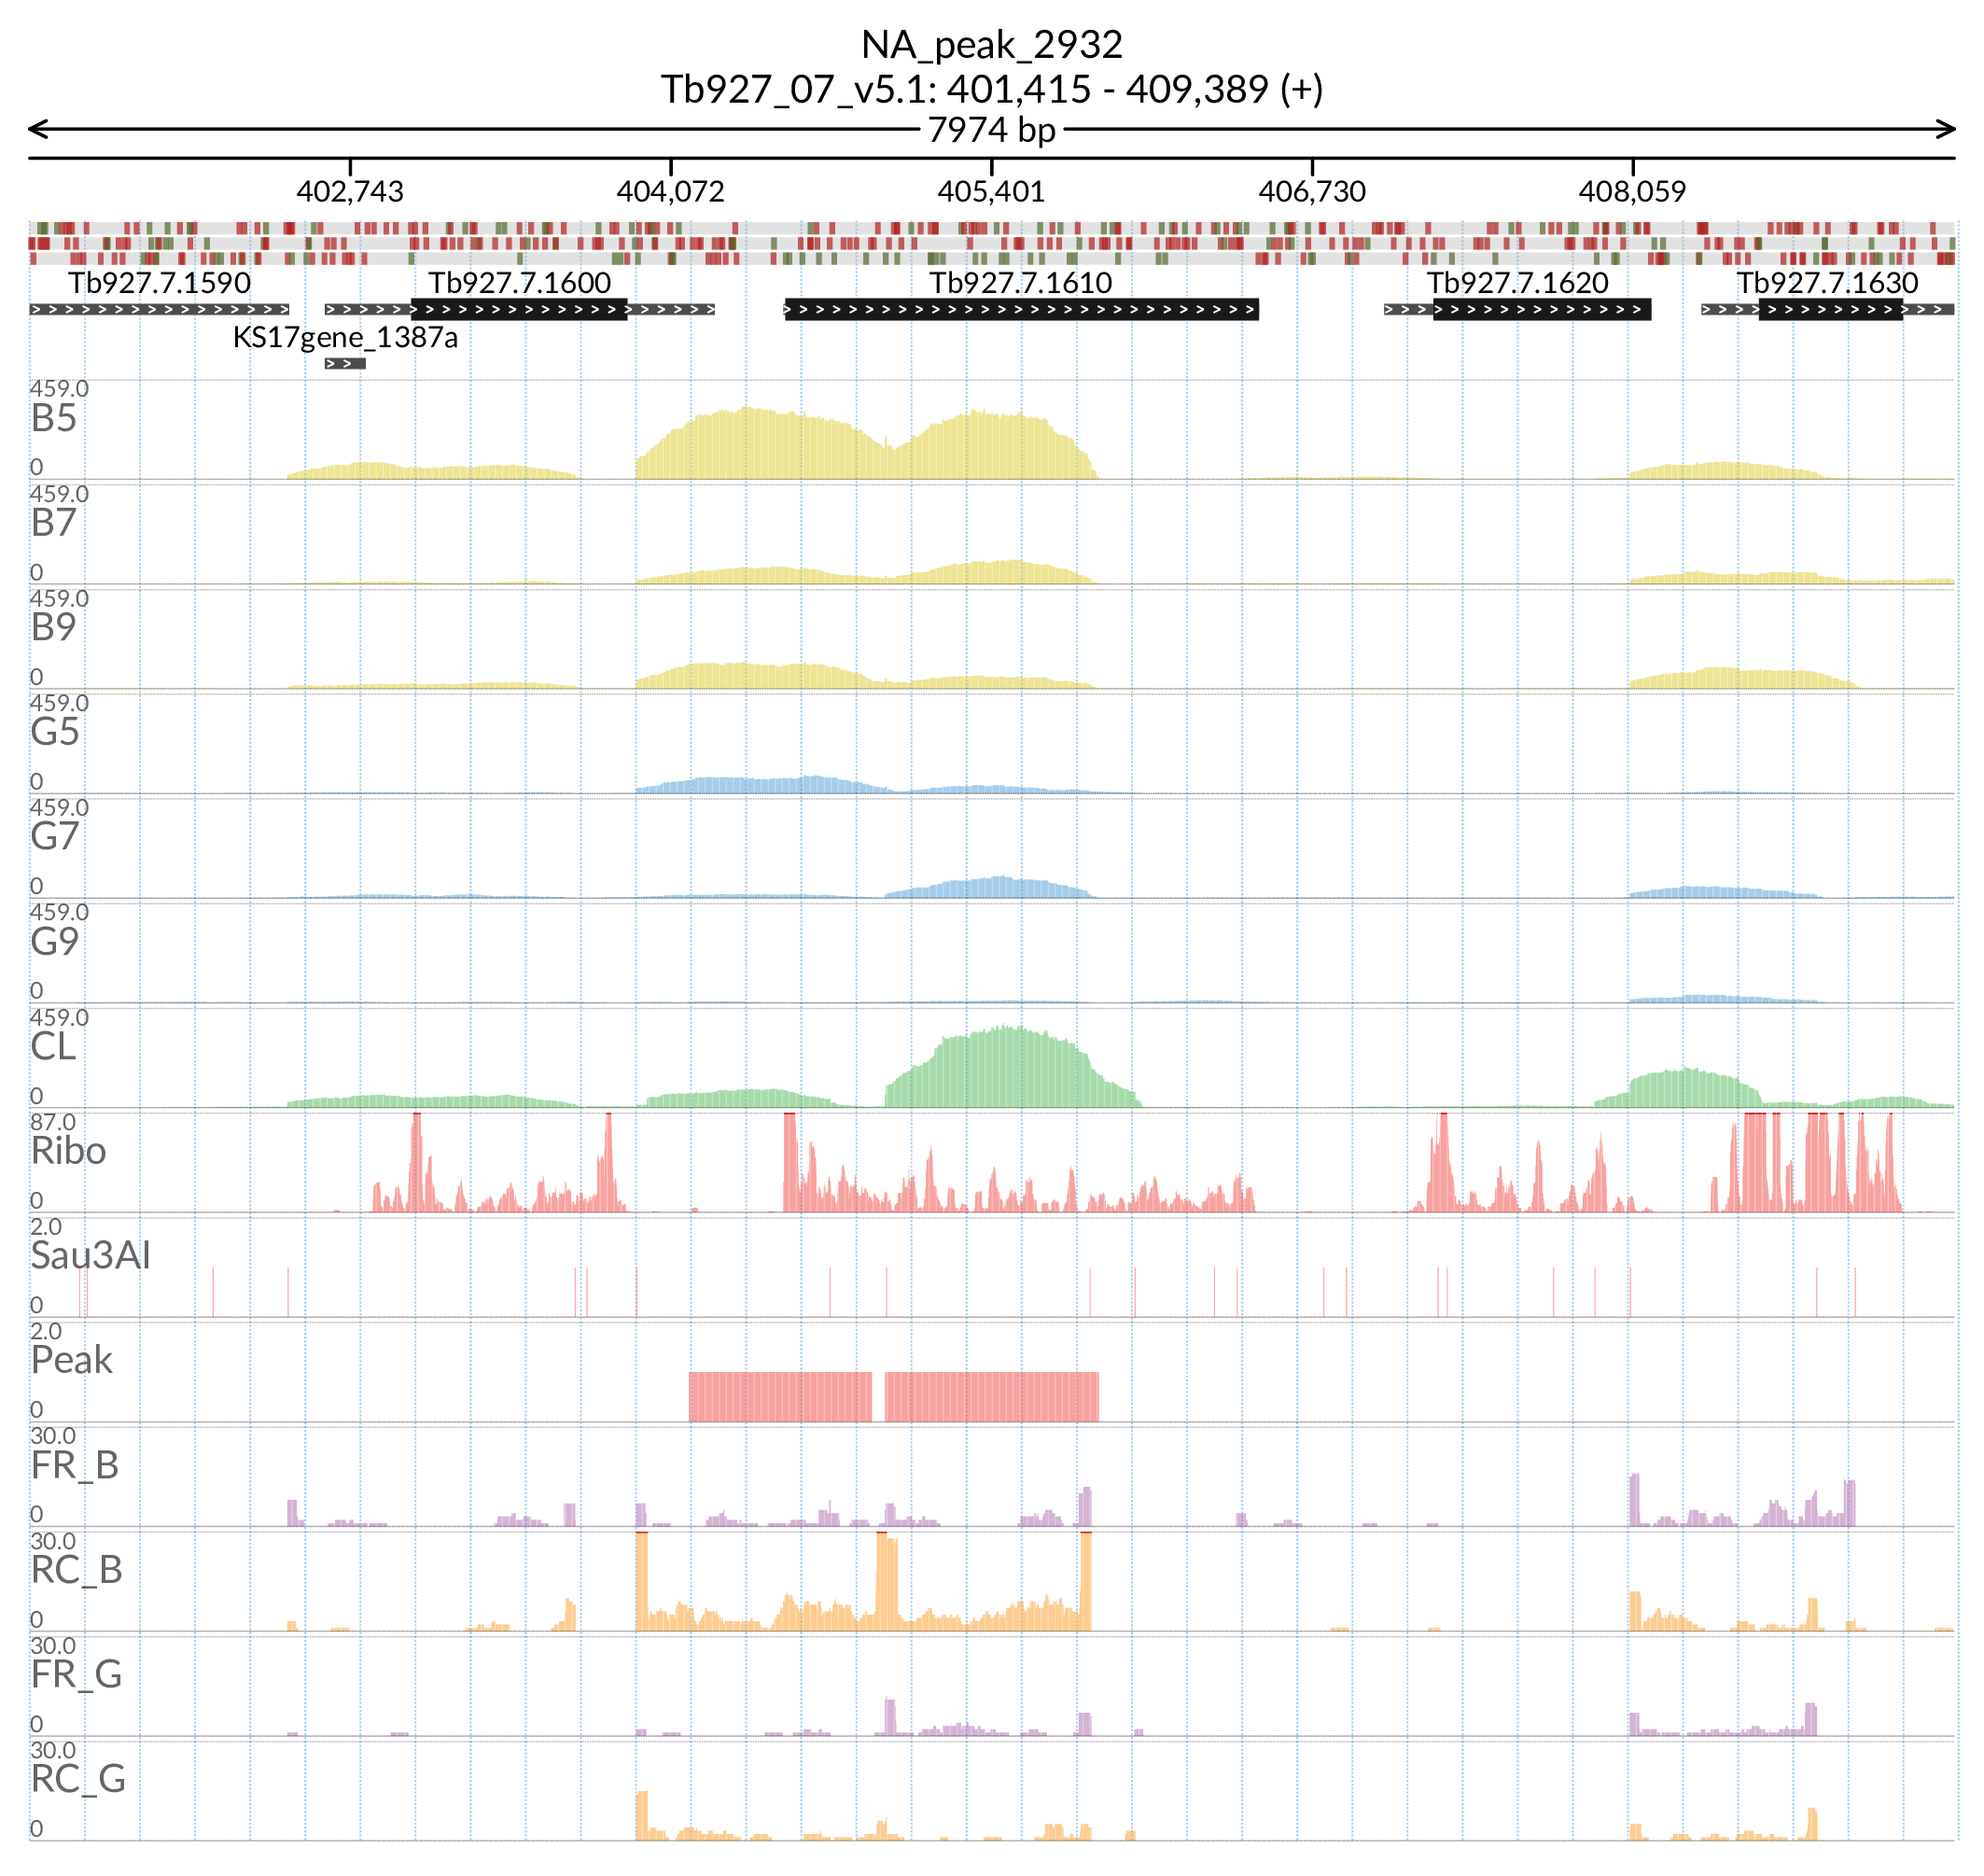 NA_peak_2932
Tb927_07_v5.1: 401,415 - 409,389 (+)
7974 bp
402,743 404,072 405,401 406,730 408,059
Tb927.7.1590 Tb927.7.1600 Tb927.7.1610 Tb927.7.1620 Tb927.7.1630
KS17gene_1387a
459.0
B5
0
459.0
B7
0
459.0
B9
0
459.0
G5
0
459.0
G7
0
459.0
G9
0
459.0
CL
0
87.0
Ribo
0
2.0
Sau3AI
0
2.0
Peak
0
30.0
FR_B
0
30.0
RC_B
0
30.0
FR_G
0
30.0
RC_G
0